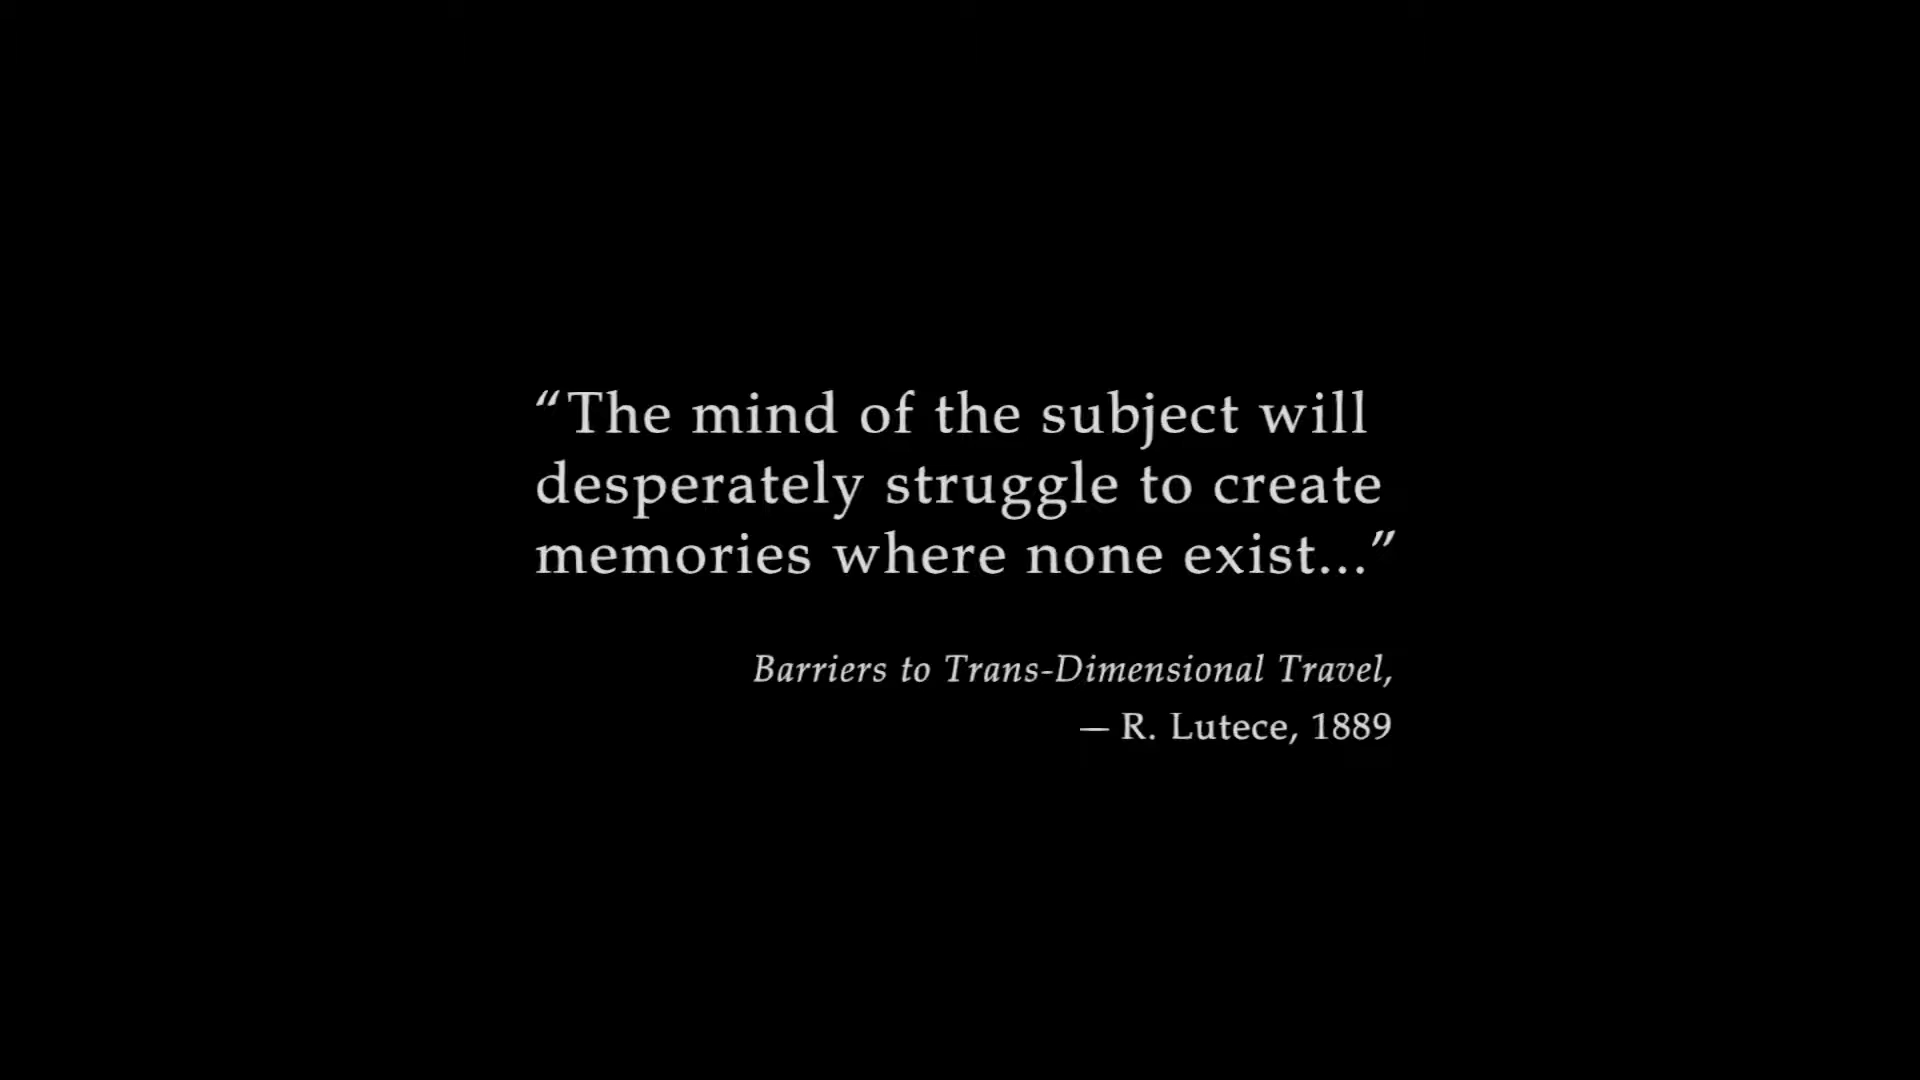 “The mind of the subject will
desperately struggle to create
memories where none exist...”
Barriers to Trans-Dimensional Travel,
— R. Lutece, 1889